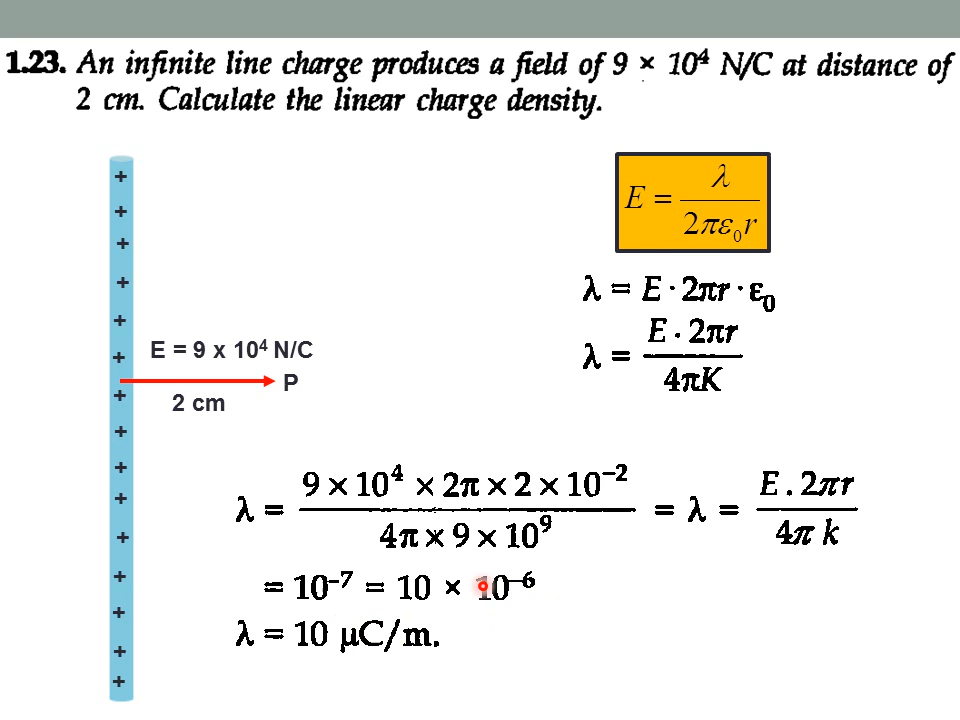 1.23. An infinite line charge produces a field of 9 × 10⁴ N/C at distance of
2 cm. Calculate the linear charge density.
E = λ / 2πε₀r
λ = E · 2πr · ε₀
λ = E . 2πr / 4πK
+
+
+
+
+
+
E = 9 x 10⁴ N/C
P
+
2 cm
+
+
+
+
+
+
+
+
λ = 9 × 10⁴ × 2π × 2 × 10⁻² / 4π × 9 × 10⁹ = λ = E . 2πr / 4π k
= 10⁻⁷ = 10 × 10⁻⁶
λ = 10 μC/m.